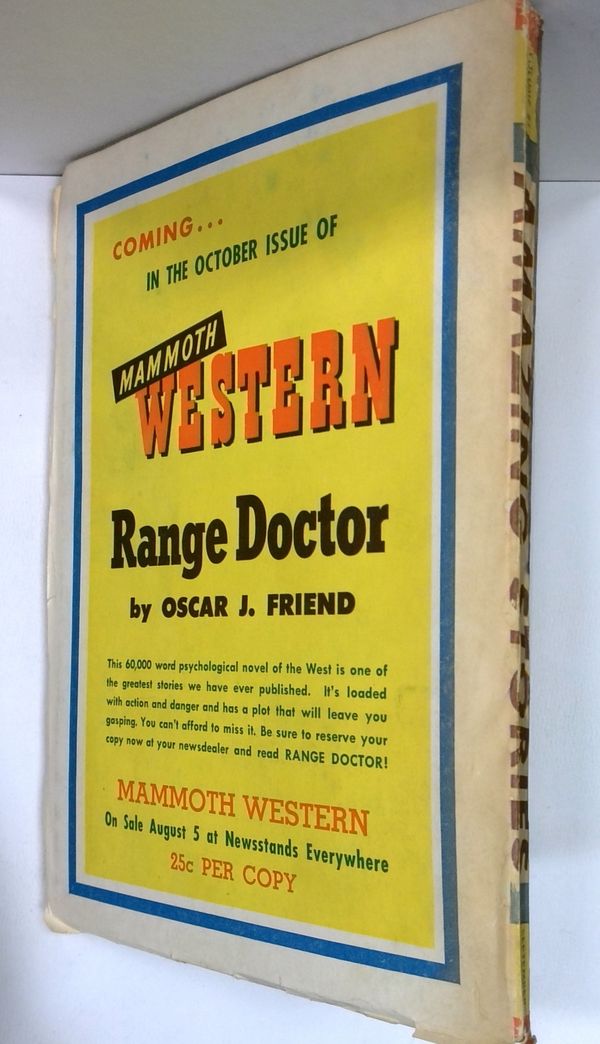 COMING...
IN THE OCTOBER ISSUE OF
MAMMOTH
WESTERN
Range Doctor
by OSCAR J. FRIEND
This 60,000 word psychological novel of the West is one of
the greatest stories we have ever published. It's loaded
with action and danger and has a plot that will leave you
gasping. You can't afford to miss it. Be sure to reserve your
copy now at your newsdealer and read RANGE DOCTOR!
MAMMOTH WESTERN
On Sale August 5 at Newsstands Everywhere
25c PER COPY
AMAZING STORIES